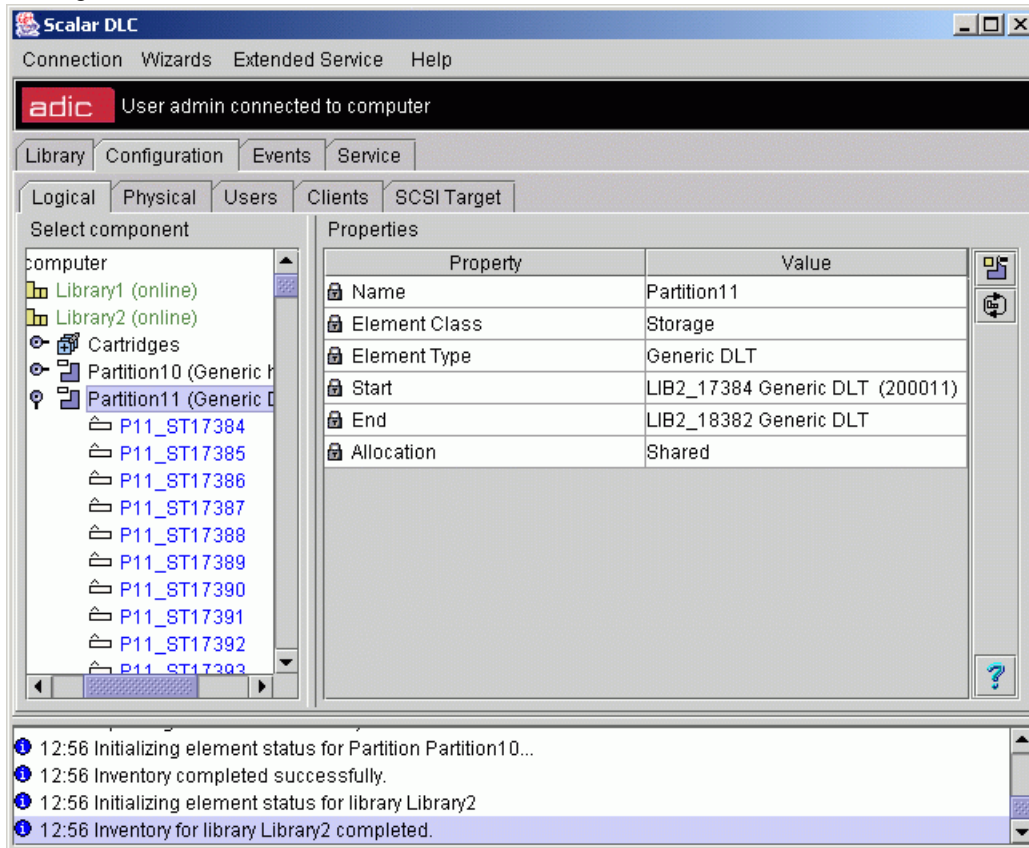 Scalar DLC
Connection Wizards Extended Service Help
adic User admin connected to computer
Library Configuration Events Service
Logical Physical Users Clients SCSI Target
Select component
Properties
computer
Library1 (online)
Library2 (online)
Cartridges
Partition10 (Generic
Partition11 (Generic
P11_ST17384
P11_ST17385
P11_ST17386
P11_ST17387
P11_ST17388
P11_ST17389
P11_ST17390
P11_ST17391
P11_ST17392
P11_ST17393
Property Value
Name Partition11
Element Class Storage
Element Type Generic DLT
Start LIB2_17384 Generic DLT (200011)
End LIB2_18382 Generic DLT
Allocation Shared
12:56 Initializing element status for Partition Partition10...
12:56 Inventory completed successfully.
12:56 Initializing element status for library Library2
12:56 Inventory for library Library2 completed.